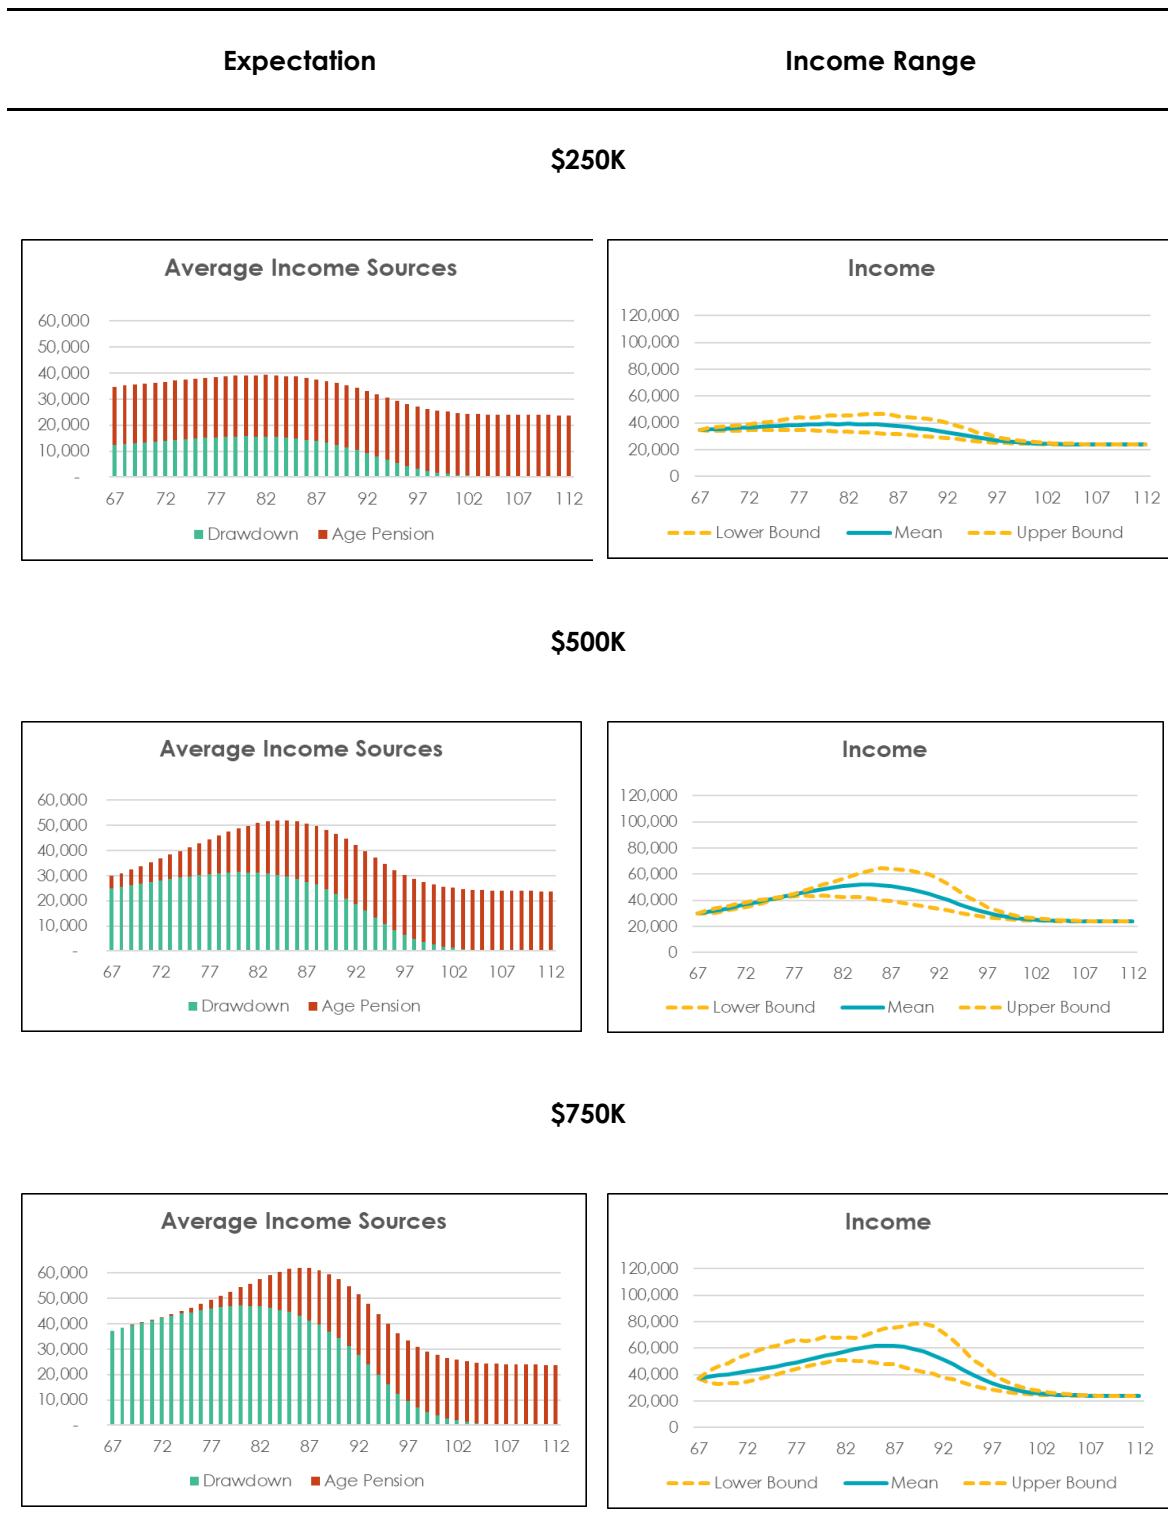 Expectation Income Range
$250K
Average Income Sources
60,000
50,000
40,000
30,000
20,000
10,000
-
67 72 77 82 87 92 97 102 107 112
Drawdown Age Pension
Income
120,000
100,000
80,000
60,000
40,000
20,000
0
67 72 77 82 87 92 97 102 107 112
Lower Bound Mean Upper Bound
$500K
Average Income Sources
60,000
50,000
40,000
30,000
20,000
10,000
-
67 72 77 82 87 92 97 102 107 112
Drawdown Age Pension
Income
120,000
100,000
80,000
60,000
40,000
20,000
0
67 72 77 82 87 92 97 102 107 112
Lower Bound Mean Upper Bound
$750K
Average Income Sources
60,000
50,000
40,000
30,000
20,000
10,000
-
67 72 77 82 87 92 97 102 107 112
Drawdown Age Pension
Income
120,000
100,000
80,000
60,000
40,000
20,000
0
67 72 77 82 87 92 97 102 107 112
Lower Bound Mean Upper Bound